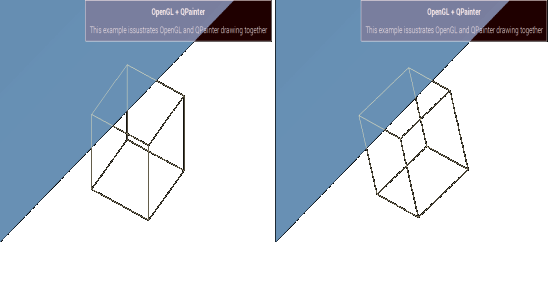 OpenGL + QPainter
This example issustrates OpenGL and QPainter drawing together
OpenGL + QPainter
This example issustrates OpenGL and QPainter drawing together